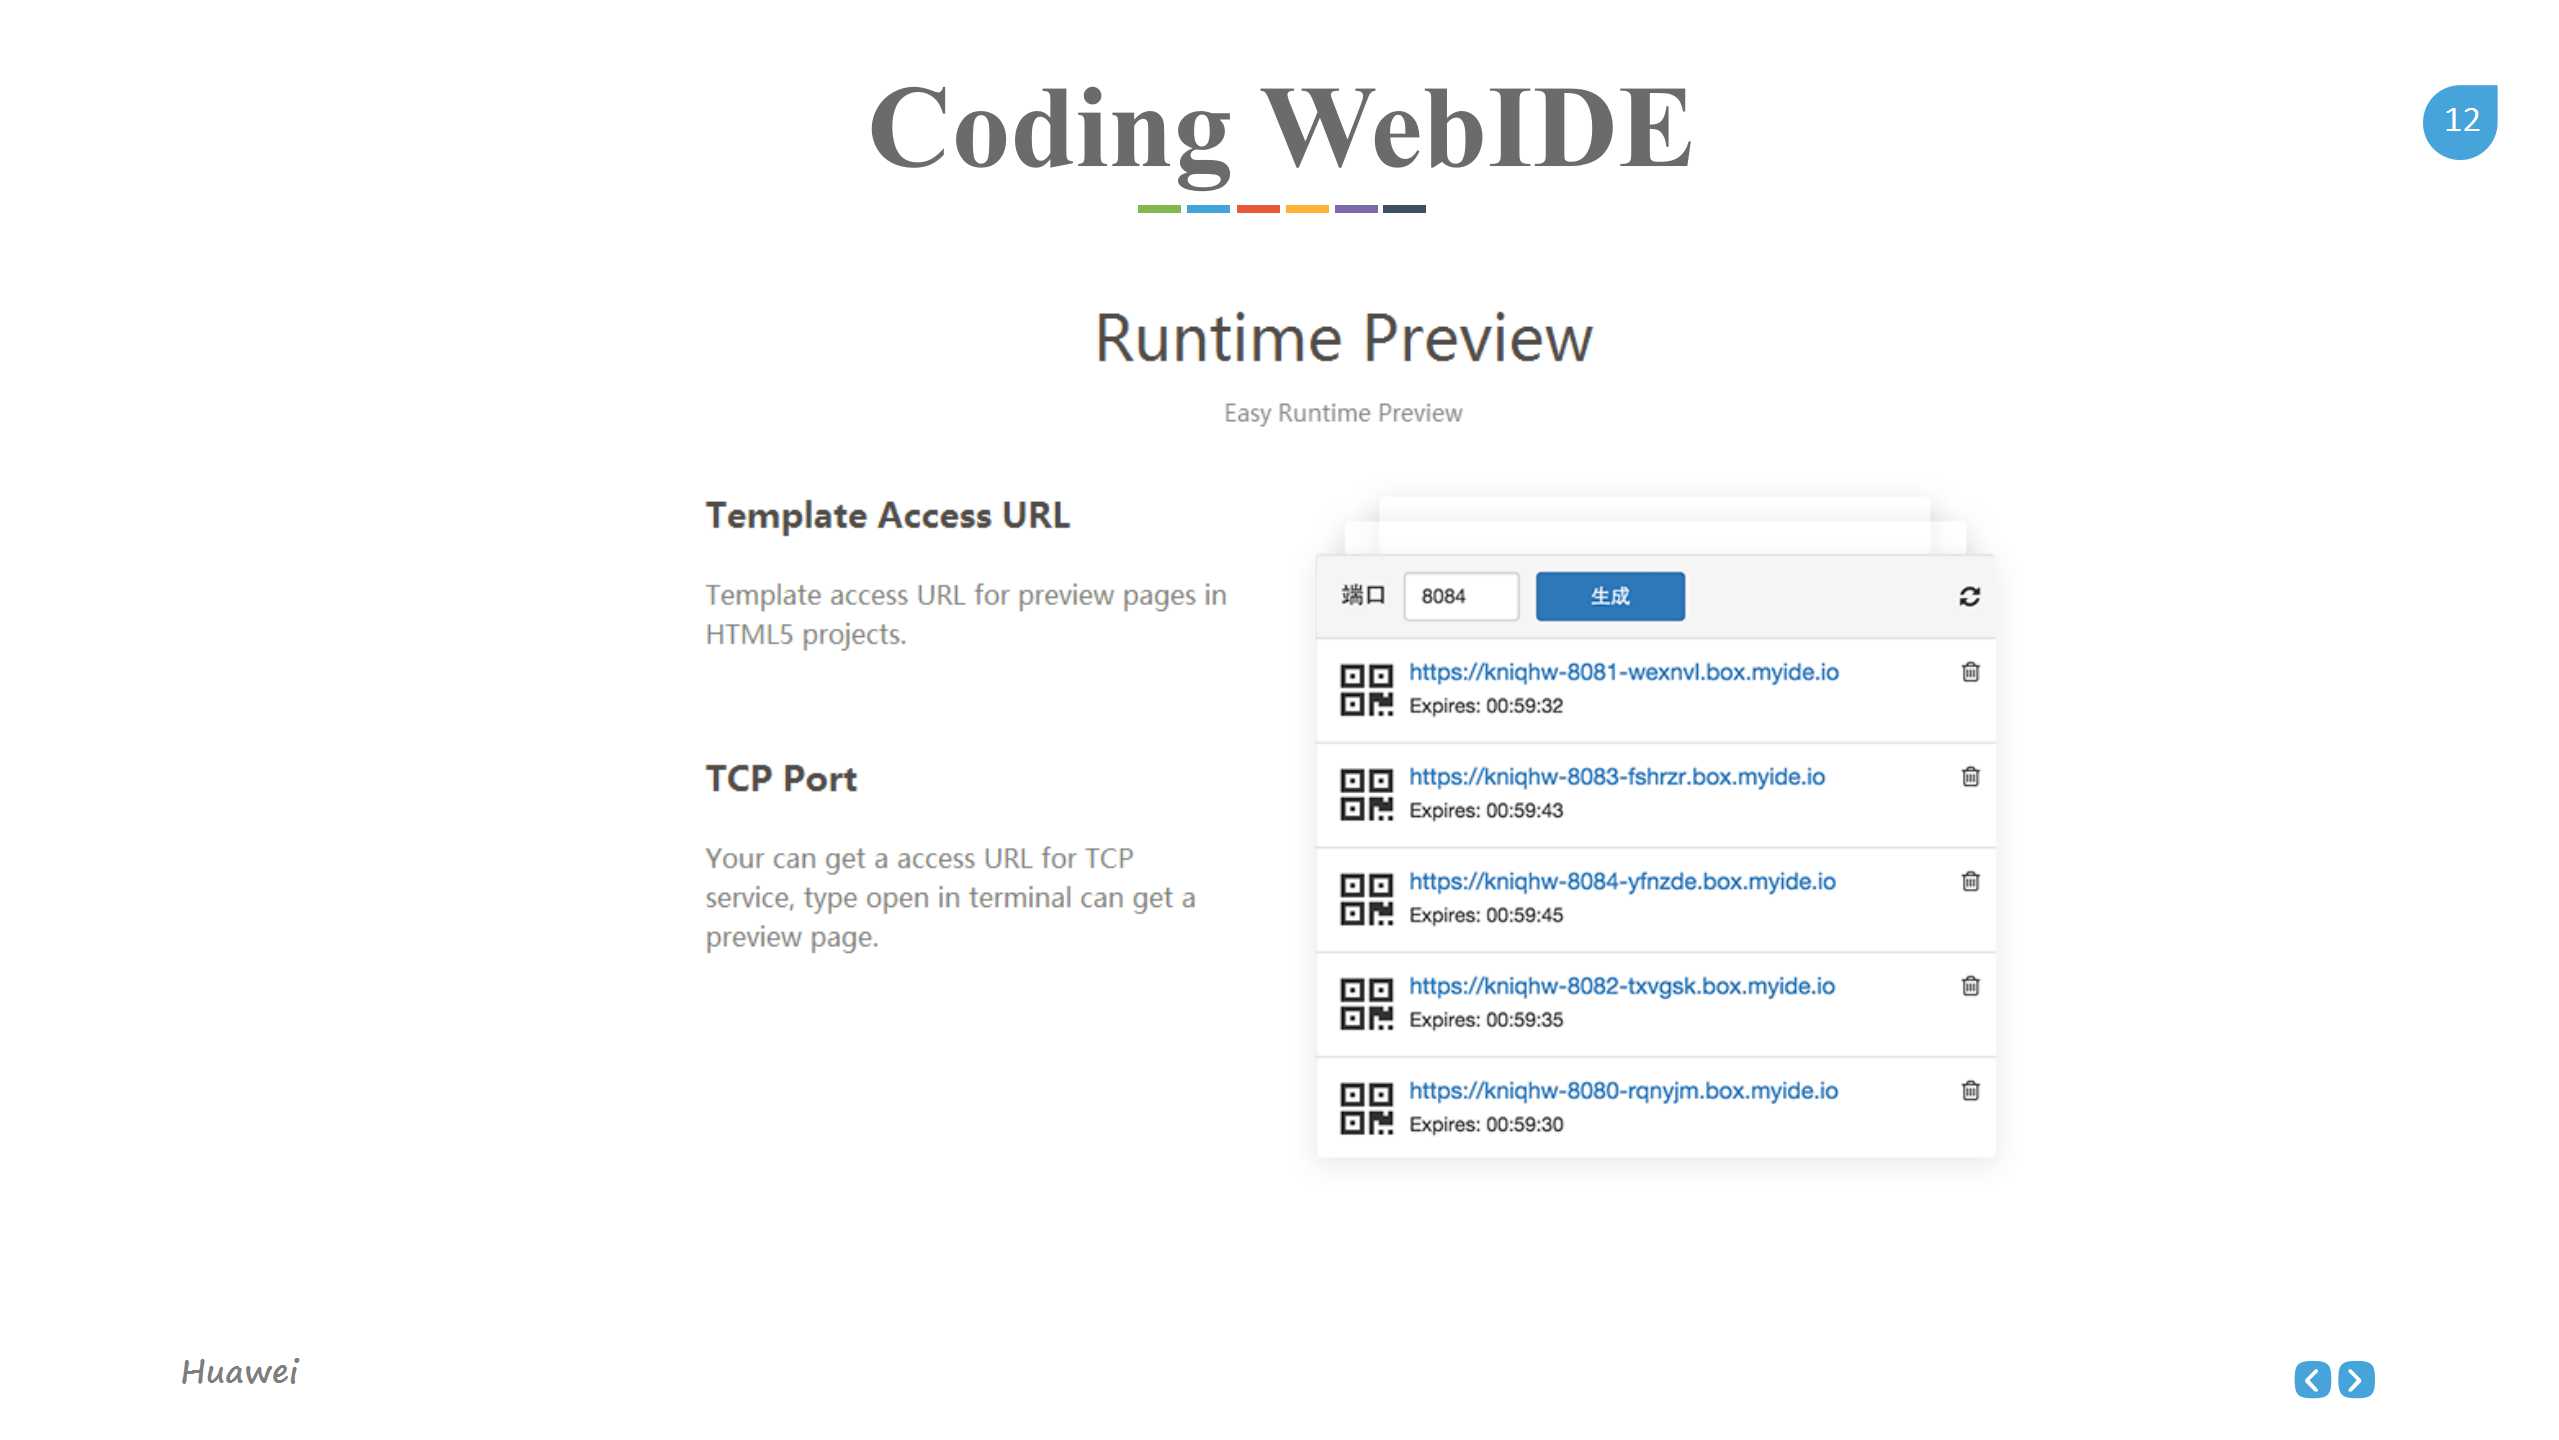 Coding WebIDE
12
Runtime Preview
Easy Runtime Preview
Template Access URL
Template access URL for preview pages in
HTML5 projects.
TCP Port
Your can get a access URL for TCP
service, type open in terminal can get a
preview page.
端口 8084 生成
https://kniqhw-8081-wexnvl.box.myide.io
Expires: 00:59:32
https://kniqhw-8083-fshrzr.box.myide.io
Expires: 00:59:43
https://kniqhw-8084-yfnzde.box.myide.io
Expires: 00:59:45
https://kniqhw-8082-txvgsk.box.myide.io
Expires: 00:59:35
https://kniqhw-8080-rqnyjm.box.myide.io
Expires: 00:59:30
Huawei